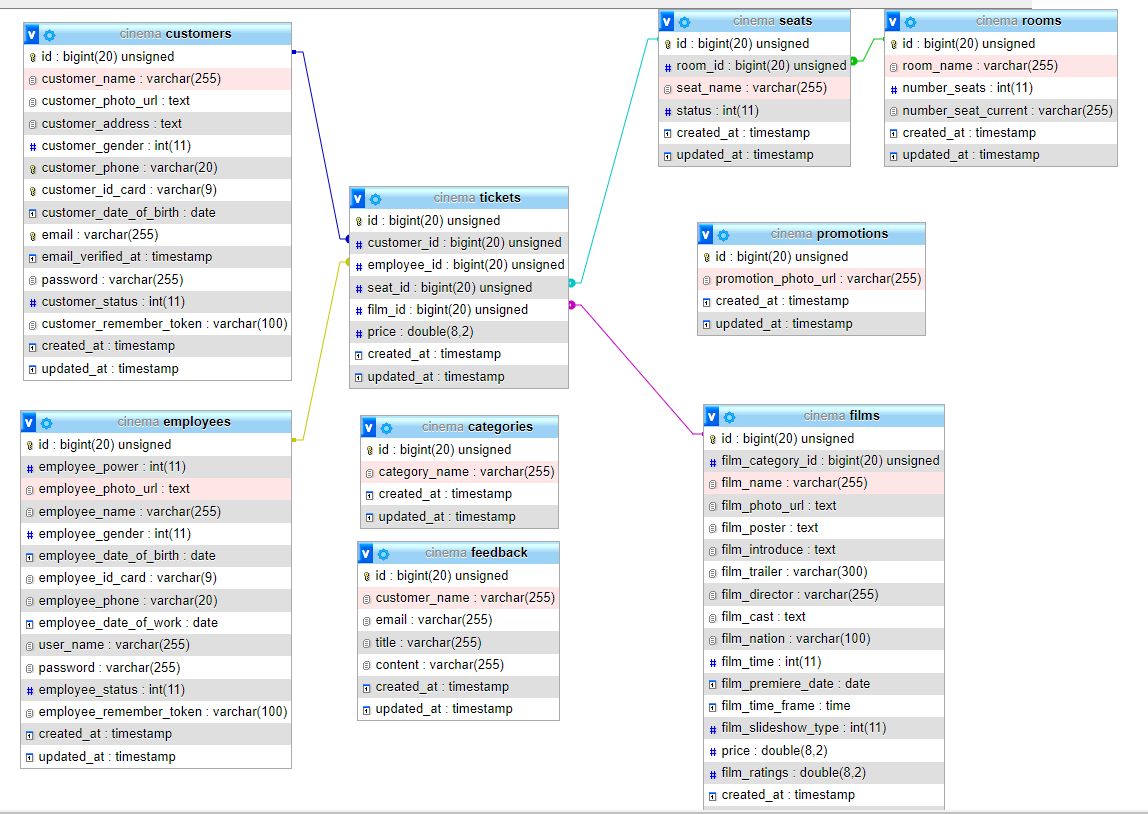 cinema customers
id : bigint(20) unsigned
customer_name : varchar(255)
customer_photo_url : text
customer_address : text
customer_gender : int(11)
customer_phone : varchar(20)
customer_id_card : varchar(9)
customer_date_of_birth : date
email : varchar(255)
email_verified_at : timestamp
password : varchar(255)
customer_status : int(11)
customer_remember_token : varchar(100)
created_at : timestamp
updated_at : timestamp
cinema employees
id : bigint(20) unsigned
employee_power : int(11)
employee_photo_url : text
employee_name : varchar(255)
employee_gender : int(11)
employee_date_of_birth : date
employee_id_card : varchar(9)
employee_phone : varchar(20)
employee_date_of_work : date
user_name : varchar(255)
password : varchar(255)
employee_status : int(11)
employee_remember_token : varchar(100)
created_at : timestamp
updated_at : timestamp
cinema tickets
id : bigint(20) unsigned
customer_id : bigint(20) unsigned
employee_id : bigint(20) unsigned
seat_id : bigint(20) unsigned
film_id : bigint(20) unsigned
price : double(8,2)
created_at : timestamp
updated_at : timestamp
cinema categories
id : bigint(20) unsigned
category_name : varchar(255)
created_at : timestamp
updated_at : timestamp
cinema feedback
id : bigint(20) unsigned
customer_name : varchar(255)
email : varchar(255)
title : varchar(255)
content : varchar(255)
created_at : timestamp
updated_at : timestamp
cinema seats
id : bigint(20) unsigned
room_id : bigint(20) unsigned
seat_name : varchar(255)
status : int(11)
created_at : timestamp
updated_at : timestamp
cinema rooms
id : bigint(20) unsigned
room_name : varchar(255)
number_seats : int(11)
number_seat_current : varchar(255)
created_at : timestamp
updated_at : timestamp
cinema promotions
id : bigint(20) unsigned
promotion_photo_url : varchar(255)
created_at : timestamp
updated_at : timestamp
cinema films
id : bigint(20) unsigned
film_category_id : bigint(20) unsigned
film_name : varchar(255)
film_photo_url : text
film_poster : text
film_introduce : text
film_trailer : varchar(300)
film_director : varchar(255)
film_cast : text
film_nation : varchar(100)
film_time : int(11)
film_premiere_date : date
film_time_frame : time
film_slideshow_type : int(11)
price : double(8,2)
film_ratings : double(8,2)
created_at : timestamp